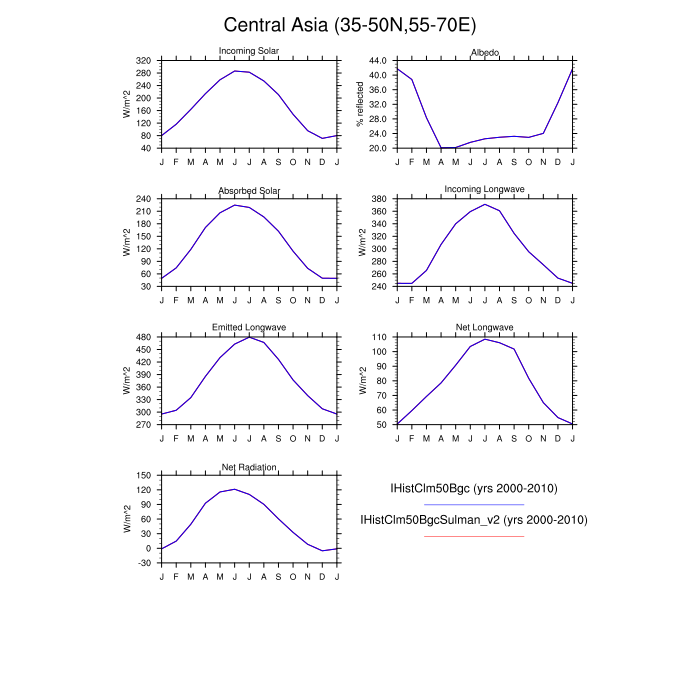 Central Asia (35-50N,55-70E)
Incoming Solar
320
280
240
200
160
120
80
40
W/m^2
J F M A M J J A S O N D J
Albedo
44.0
40.0
36.0
32.0
28.0
24.0
20.0
% reflected
J F M A M J J A S O N D J
Absorbed Solar
240
210
180
150
120
90
60
30
W/m^2
J F M A M J J A S O N D J
Incoming Longwave
380
360
340
320
300
280
260
240
W/m^2
J F M A M J J A S O N D J
Emitted Longwave
480
450
420
390
360
330
300
270
W/m^2
J F M A M J J A S O N D J
Net Longwave
110
100
90
80
70
60
50
W/m^2
J F M A M J J A S O N D J
Net Radiation
150
120
90
60
30
0
-30
W/m^2
J F M A M J J A S O N D J
IHistClm50Bgc (yrs 2000-2010)
IHistClm50BgcSulman_v2 (yrs 2000-2010)